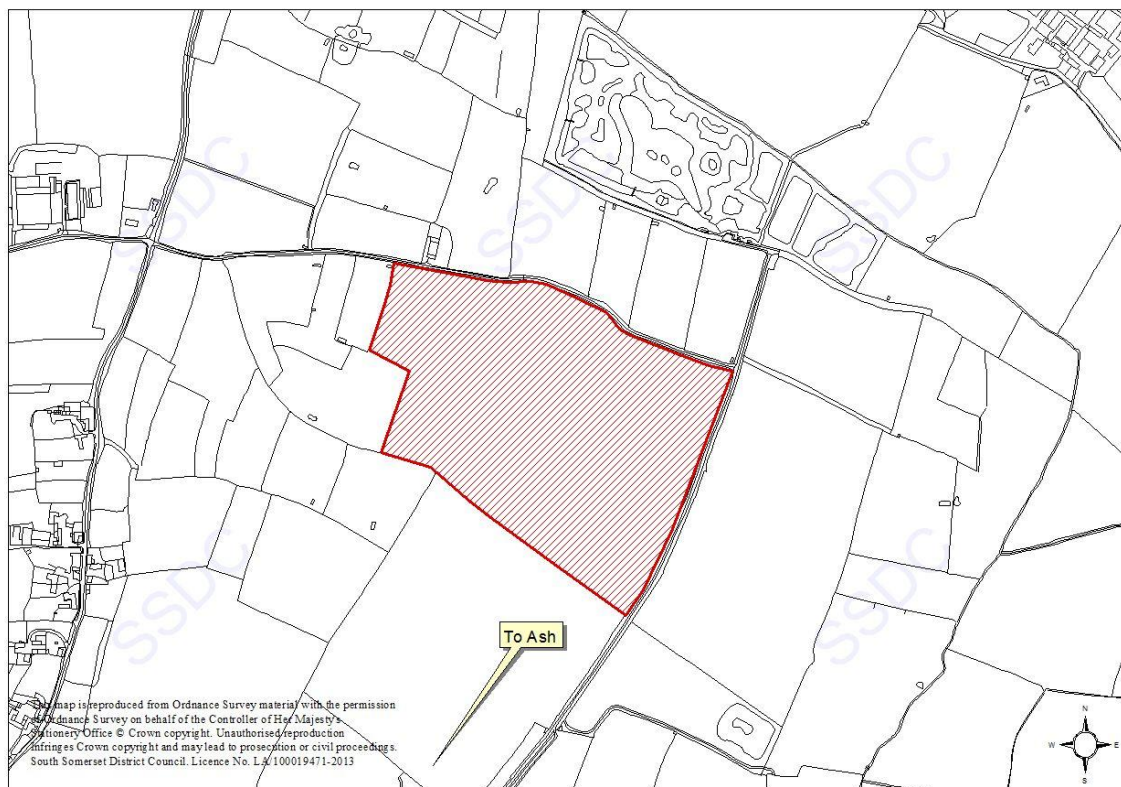 SSDC
SSDC
SSDC
SSDC
SSDC
SSDC
To Ash
This map is reproduced from Ordnance Survey material with the permission
of Ordnance Survey on behalf of the Controller of Her Majesty's
Stationery Office © Crown copyright. Unauthorised reproduction
infringes Crown copyright and may lead to prosecution or civil proceedings.
South Somerset District Council. Licence No. LA 100019471-2013
N
W E
S